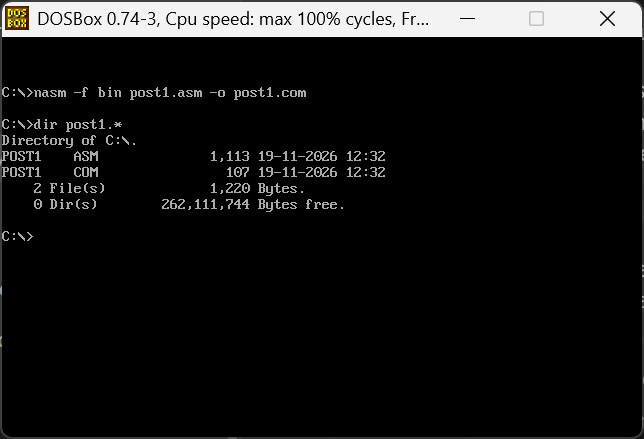 DOSBox 0.74-3, Cpu speed: max 100% cycles, Fr...
C:\>nasm -f bin post1.asm -o post1.com
C:\>dir post1.*
Directory of C:\.
POST1    ASM              1,113 19-11-2026 12:32
POST1    COM                107 19-11-2026 12:32
    2 File(s)             1,220 Bytes.
    0 Dir(s)        262,111,744 Bytes free.
C:\>